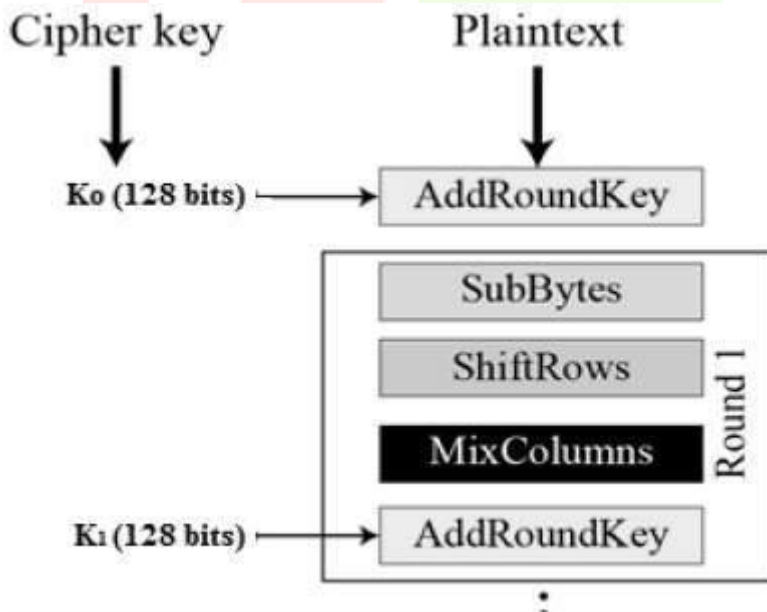 Cipher key
Plaintext
K0 (128 bits)
AddRoundKey
SubBytes
ShiftRows
MixColumns
Round 1
K1 (128 bits)
AddRoundKey